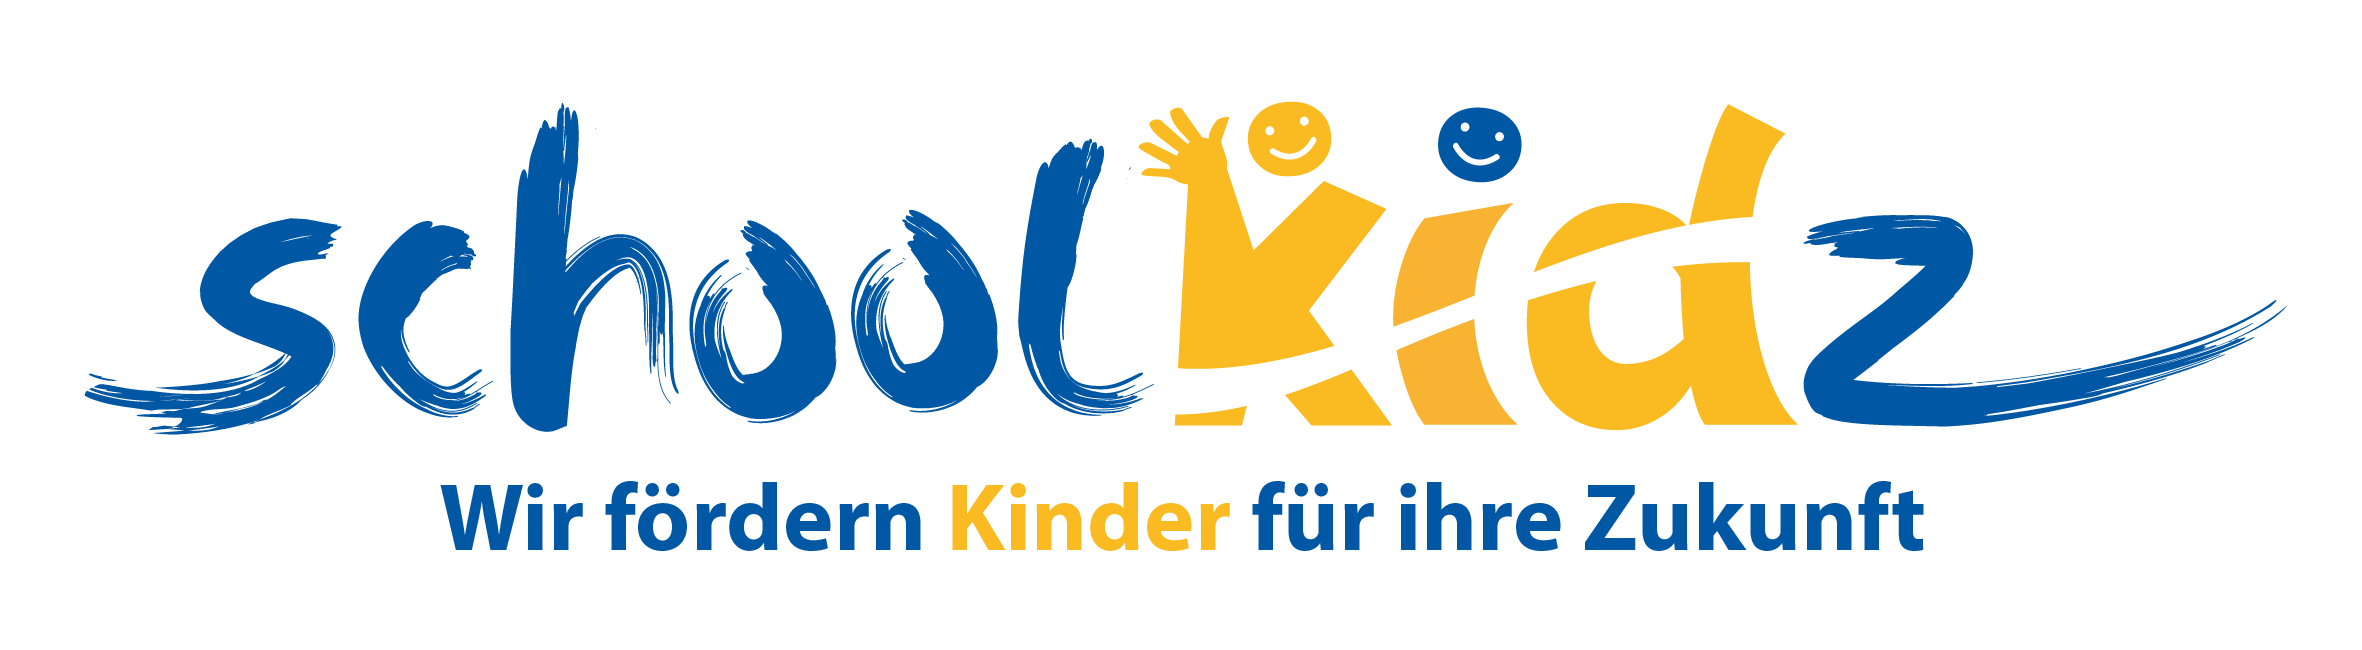 schoolkidz
Wir fördern Kinder für ihre Zukunft